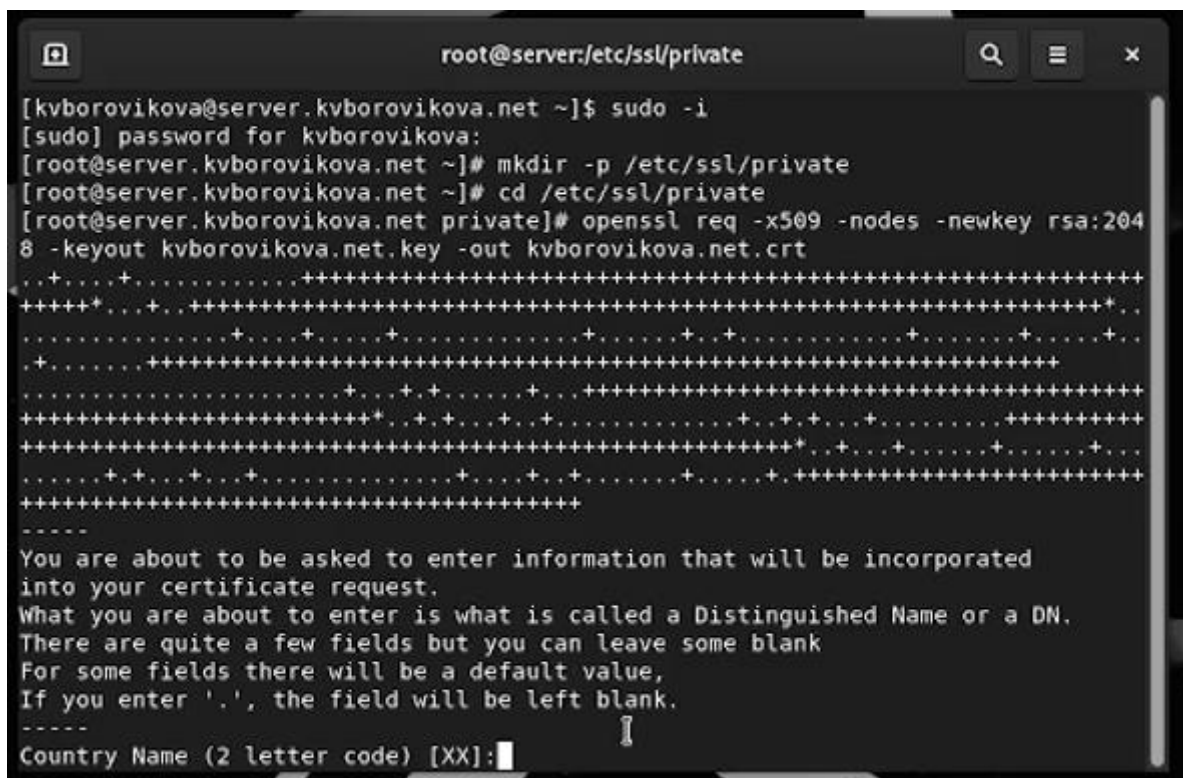 root@server:/etc/ssl/private
[kvborovikova@server.kvborovikova.net ~]$ sudo -i
[sudo] password for kvborovikova:
[root@server.kvborovikova.net ~]# mkdir -p /etc/ssl/private
[root@server.kvborovikova.net ~]# cd /etc/ssl/private
[root@server.kvborovikova.net private]# openssl req -x509 -nodes -newkey rsa:204
8 -keyout kvborovikova.net.key -out kvborovikova.net.crt
-----
You are about to be asked to enter information that will be incorporated
into your certificate request.
What you are about to enter is what is called a Distinguished Name or a DN.
There are quite a few fields but you can leave some blank
For some fields there will be a default value,
If you enter '.', the field will be left blank.
-----
Country Name (2 letter code) [XX]: